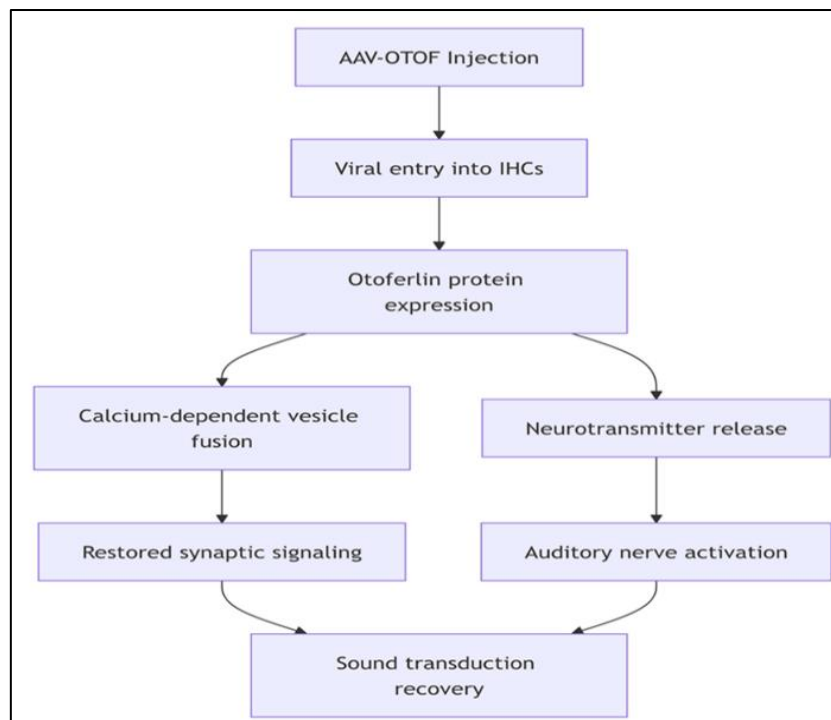 AAV-OTOF Injection
Viral entry into IHCs
Otoferlin protein
expression
Calcium-dependent vesicle
fusion
Neurotransmitter release
Restored synaptic signaling
Auditory nerve activation
Sound transduction
recovery